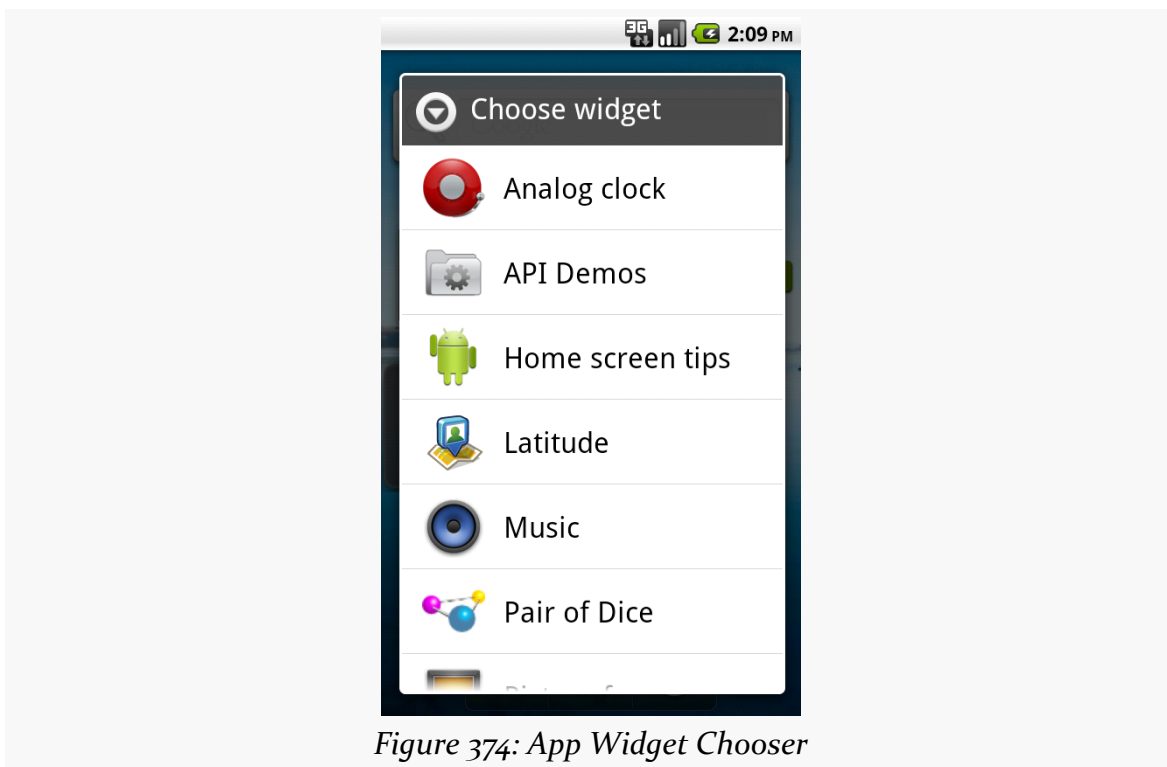 3G
2:09 PM
Choose widget
Analog clock
API Demos
Home screen tips
Latitude
Music
Pair of Dice
Figure 374: App Widget Chooser